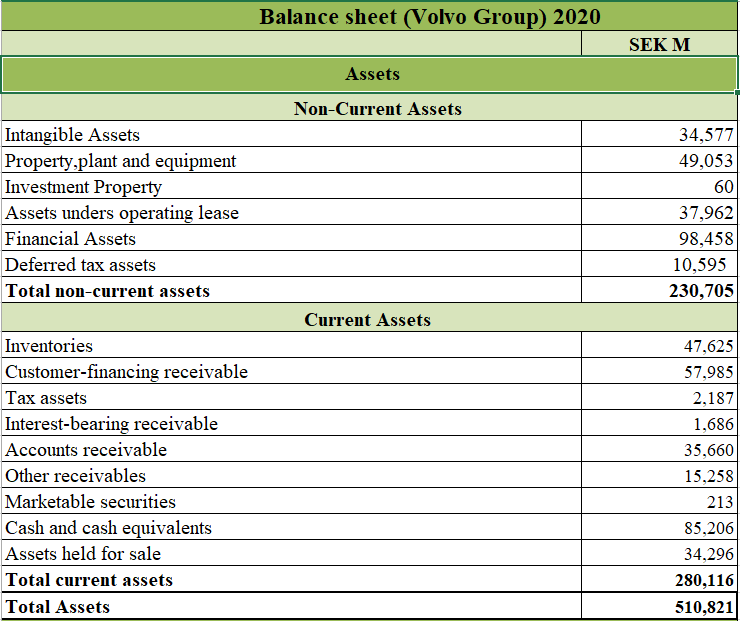 Balance sheet (Volvo Group) 2020
SEK M
Assets
Non-Current Assets
Intangible Assets 34,577
Property,plant and equipment 49,053
Investment Property 60
Assets unders operating lease 37,962
Financial Assets 98,458
Deferred tax assets 10,595
Total non-current assets 230,705
Current Assets
Inventories 47,625
Customer-financing receivable 57,985
Tax assets 2,187
Interest-bearing receivable 1,686
Accounts receivable 35,660
Other receivables 15,258
Marketable securities 213
Cash and cash equivalents 85,206
Assets held for sale 34,296
Total current assets 280,116
Total Assets 510,821